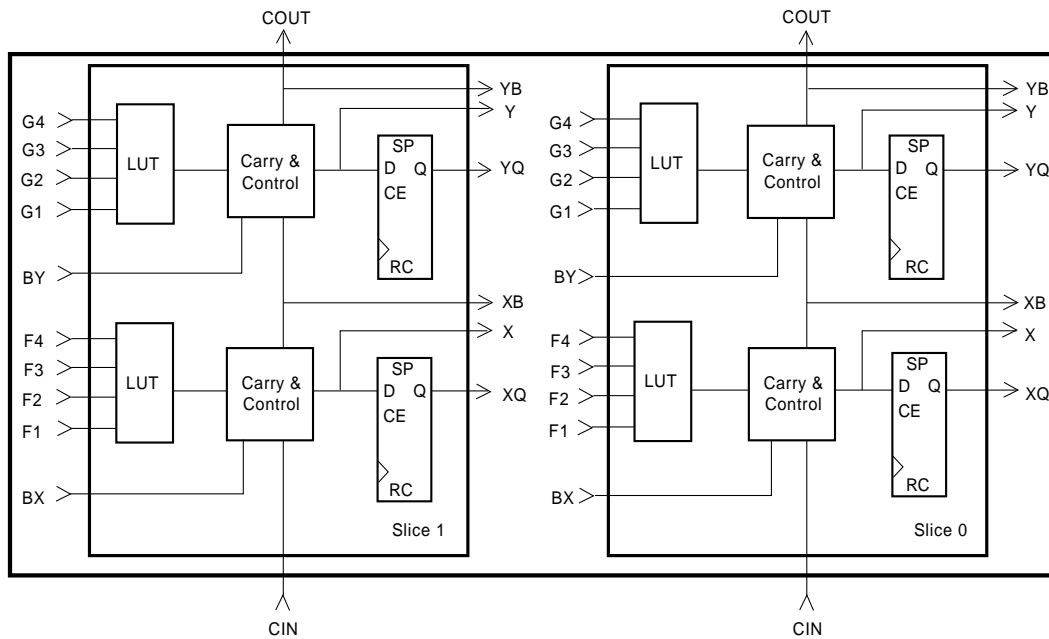 COUT
COUT
YB
Y
G4
G3
G2
G1
LUT
Carry &
Control
SP
D Q
CE
RC
YQ
BY
XB
X
F4
F3
F2
F1
LUT
Carry &
Control
SP
D Q
CE
RC
XQ
BX
Slice 1
CIN
YB
Y
G4
G3
G2
G1
LUT
Carry &
Control
SP
D Q
CE
RC
YQ
BY
XB
X
F4
F3
F2
F1
LUT
Carry &
Control
SP
D Q
CE
RC
XQ
BX
Slice 0
CIN